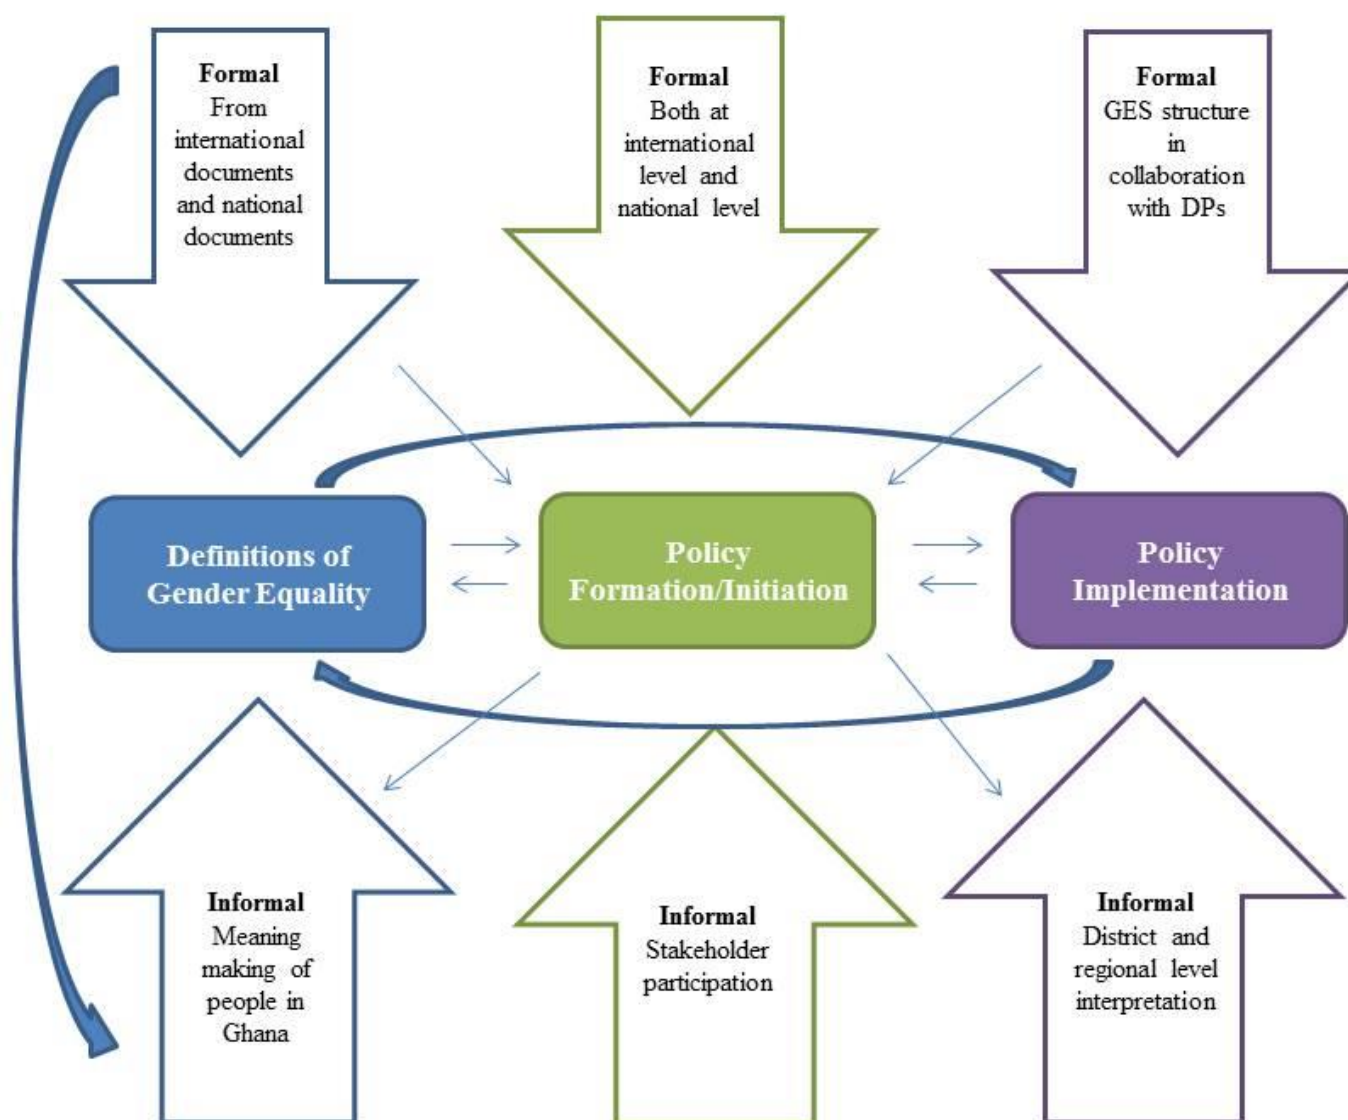 Formal
From
international
documents
and national
documents
Formal
Both at
international
level and
national level
Formal
GES structure
in
collaboration
with DPs
Definitions of
Gender Equality
Policy
Formation/Initiation
Policy
Implementation
Informal
Meaning
making of
people in
Ghana
Informal
Stakeholder
participation
Informal
District and
regional level
interpretation